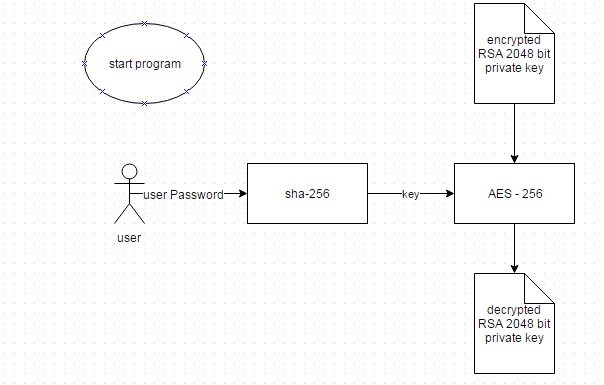 encrypted
RSA 2048 bit
private key
start program
user Password
sha-256
key
AES - 256
user
decrypted
RSA 2048 bit
private key